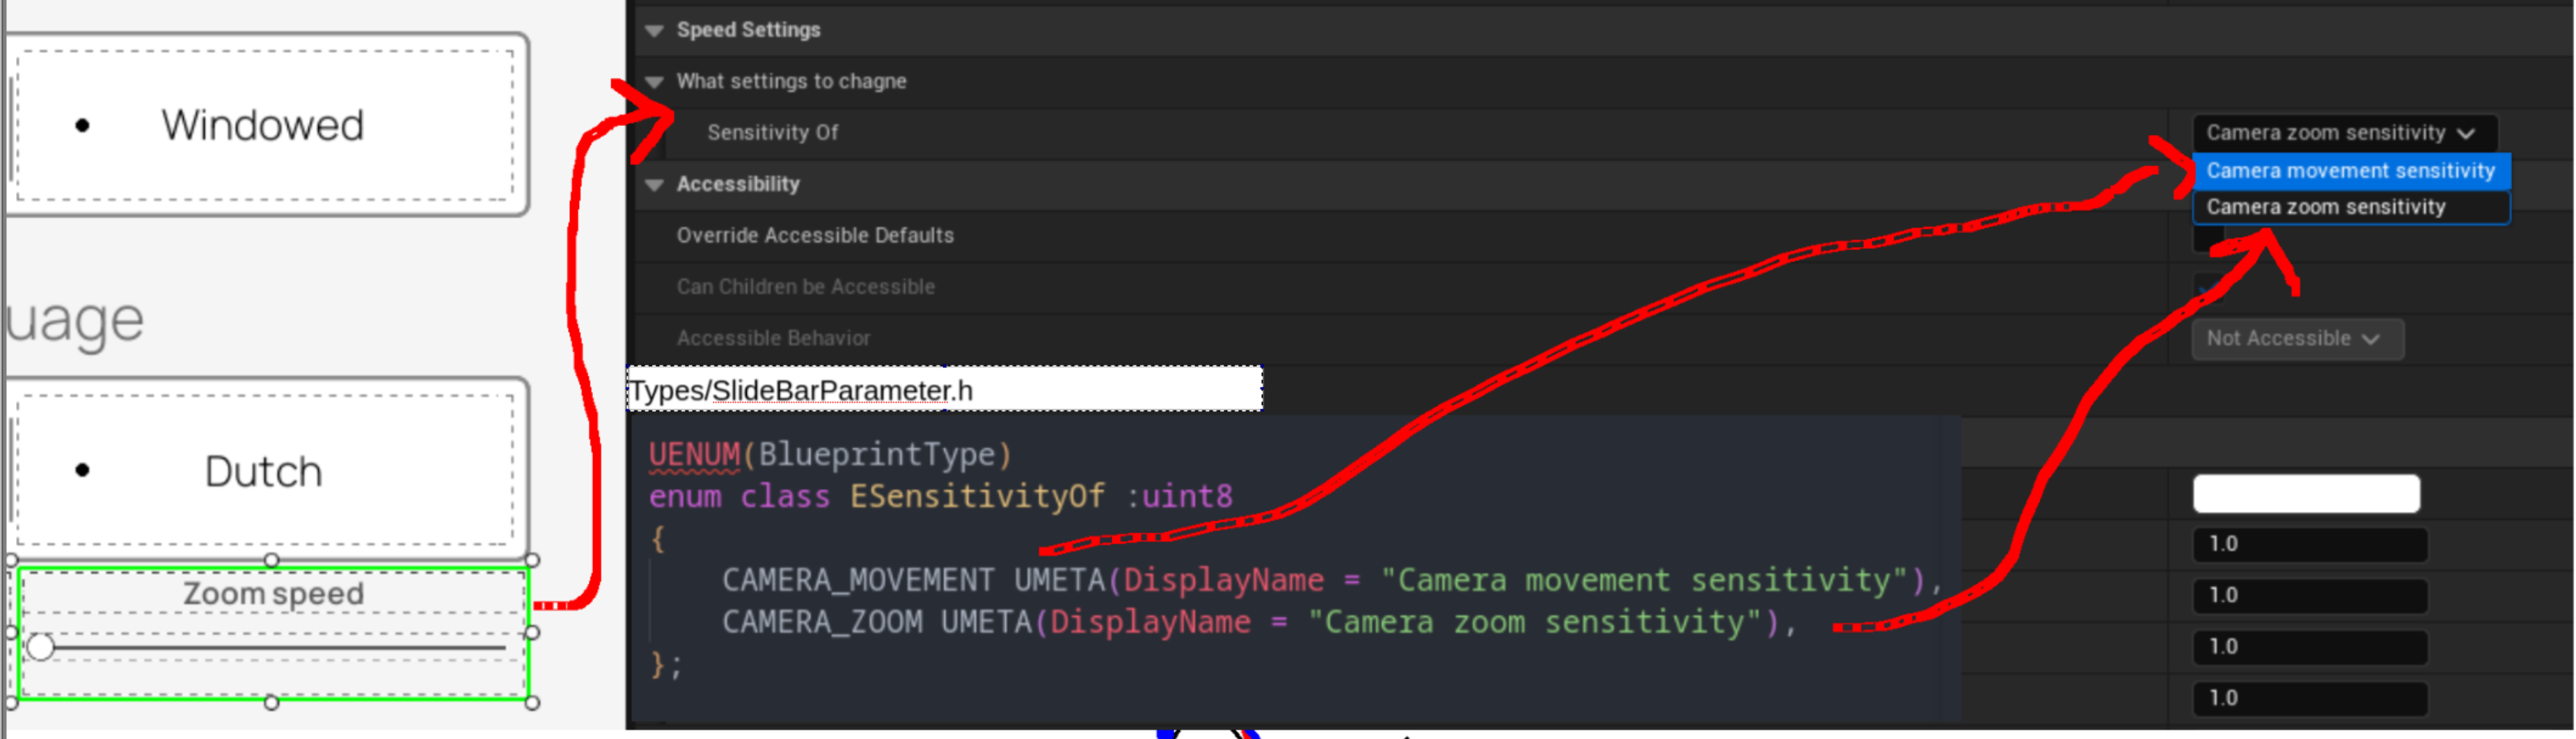 Windowed
uage
Dutch
Zoom speed
Speed Settings
What settings to chagne
Sensitivity Of
Camera zoom sensitivity
Camera movement sensitivity
Camera zoom sensitivity
Accessibility
Override Accessible Defaults
Can Children be Accessible
Accessible Behavior
Not Accessible
Types/SlideBarParameter.h
UENUM(BlueprintType)
enum class ESensitivityOf :uint8
{
CAMERA_MOVEMENT UMETA(DisplayName = "Camera movement sensitivity"),
CAMERA_ZOOM UMETA(DisplayName = "Camera zoom sensitivity"),
};
1.0
1.0
1.0
1.0